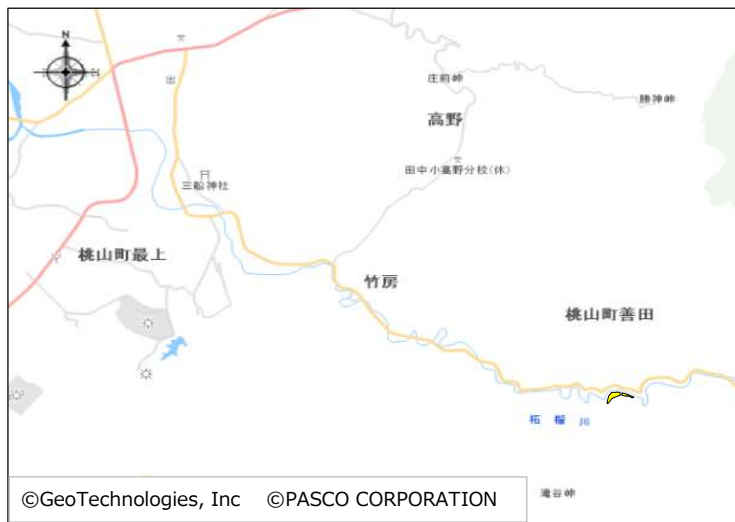 N
文
庄前峠
勝神峠
高野
文
田中小高野分校(休)
三船神社
桃山町最上
竹房
桃山町善田
柘榴川
滝谷峠
©GeoTechnologies, Inc ©PASCO CORPORATION